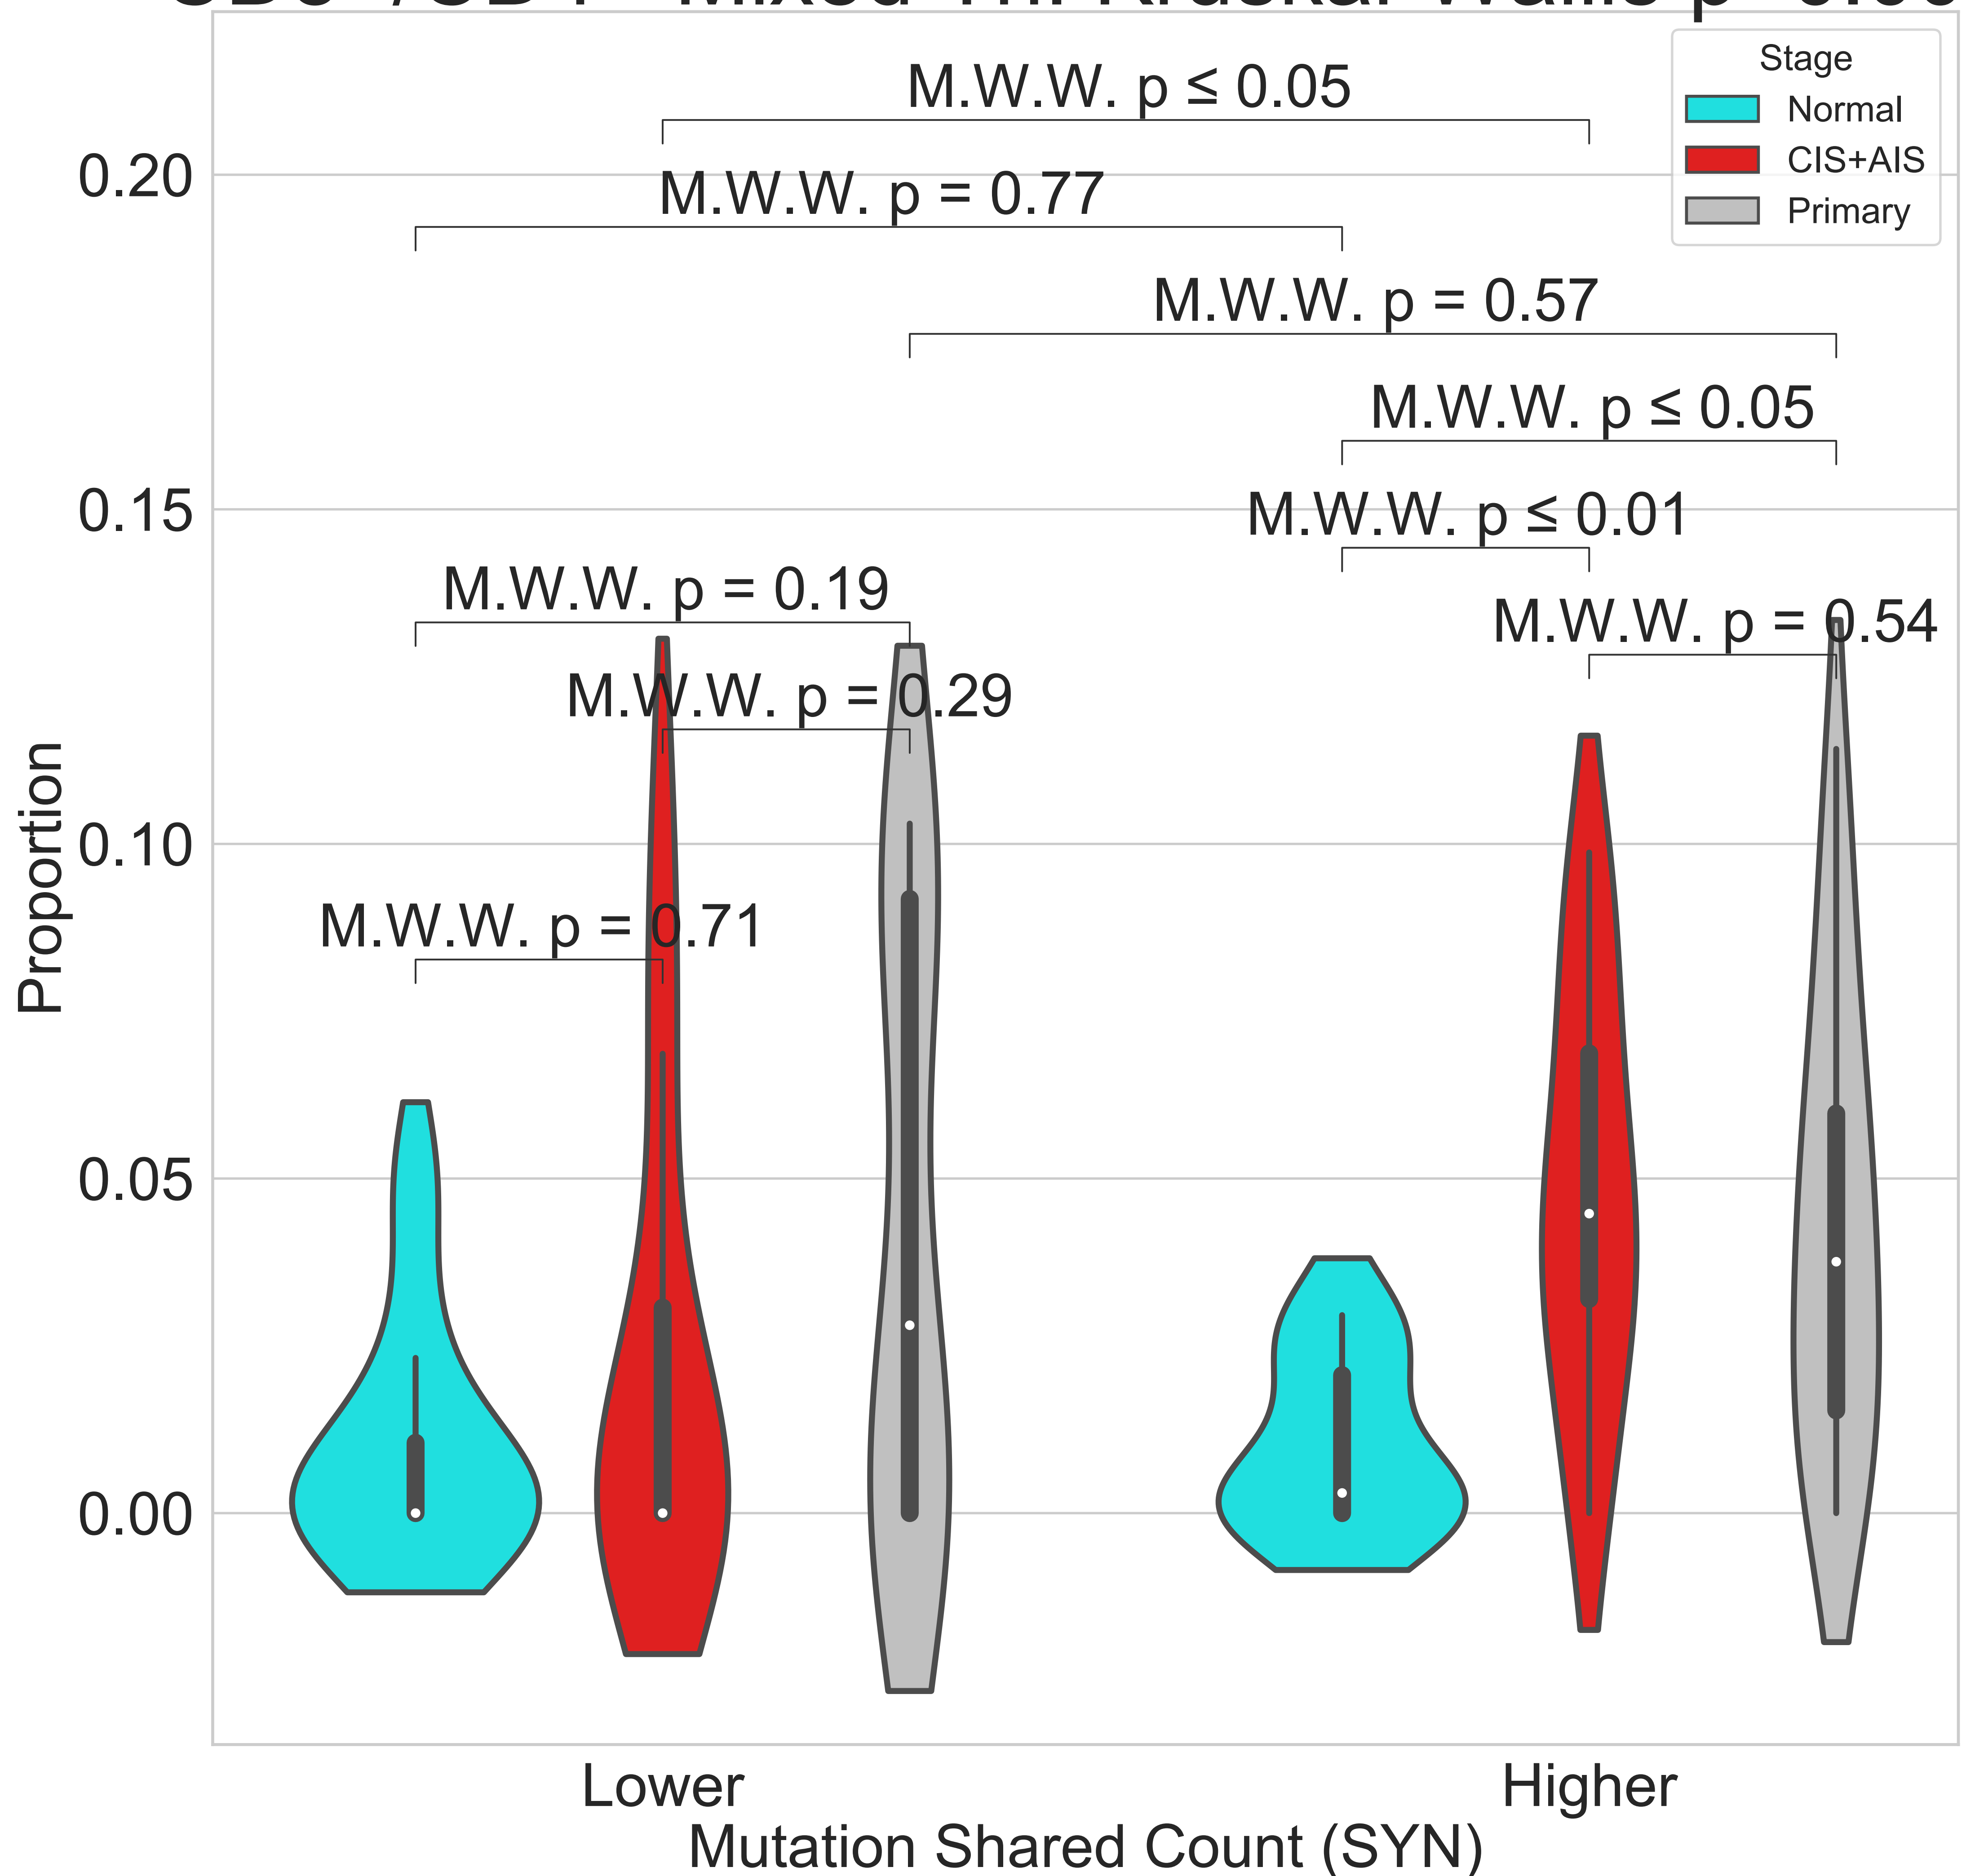 M.W.W. p ≤ 0.05
M.W.W. p = 0.77
M.W.W. p = 0.57
M.W.W. p ≤ 0.05
M.W.W. p ≤ 0.01
M.W.W. p = 0.54
M.W.W. p = 0.19
M.W.W. p = 0.29
M.W.W. p = 0.71
Stage
Normal
CIS+AIS
Primary
0.20
0.15
0.10
0.05
0.00
Proportion
Lower
Higher
Mutation Shared Count (SYN)